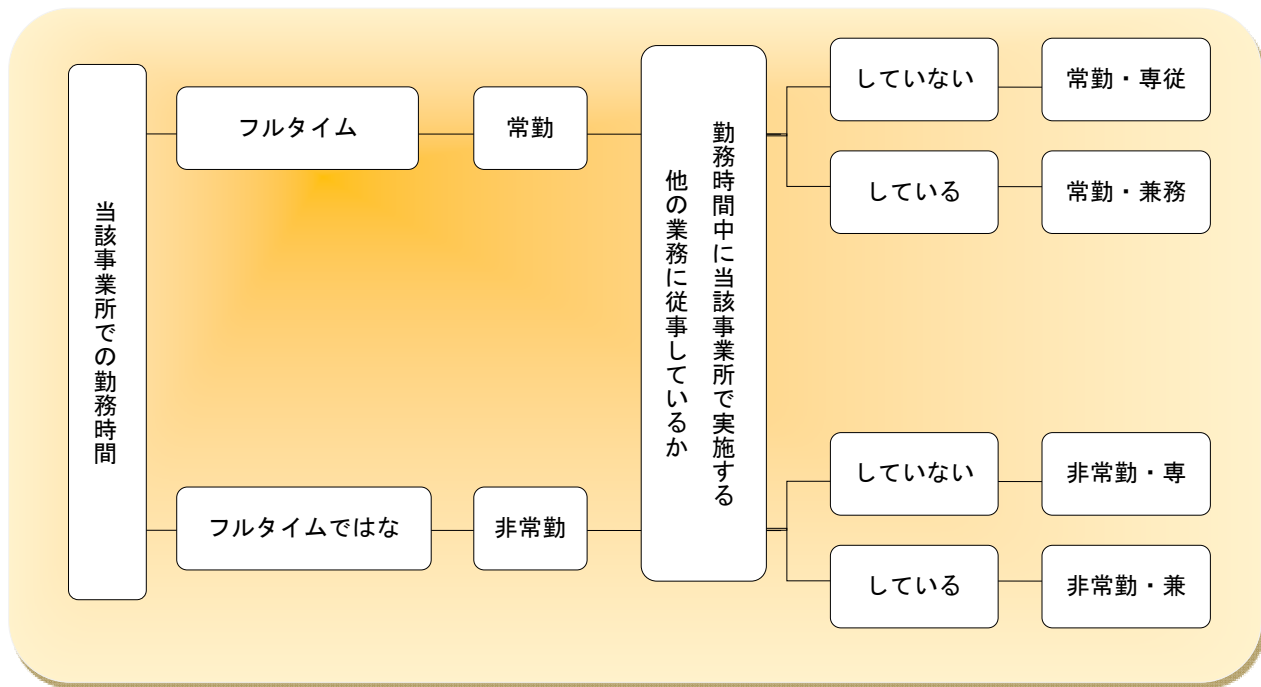 当該事業所での勤務時間
フルタイム
常勤
フルタイムではな
非常勤
勤務時間中に当該事業所で実施する
他の業務に従事しているか
していない
常勤・専従
している
常勤・兼務
していない
非常勤・専
している
非常勤・兼